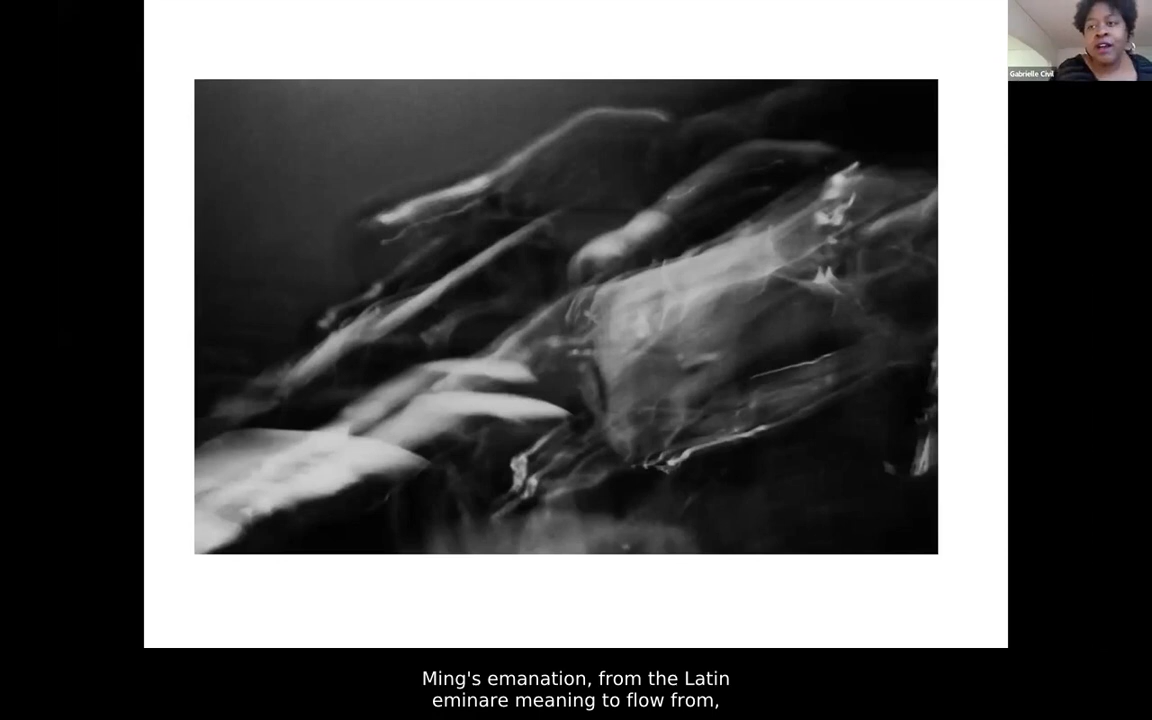 Gabrielle Civil
Ming's emanation, from the Latin
eminare meaning to flow from,